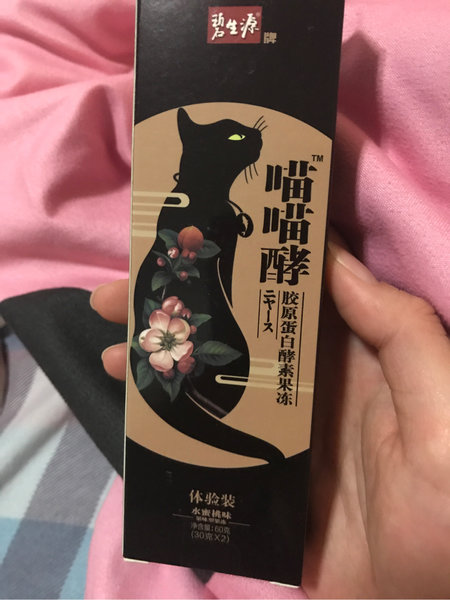 碧生源®牌
喵喵酵™
ニャース
胶原蛋白酵素果冻
体验装
水蜜桃味
净含量:60克
(30克X2)